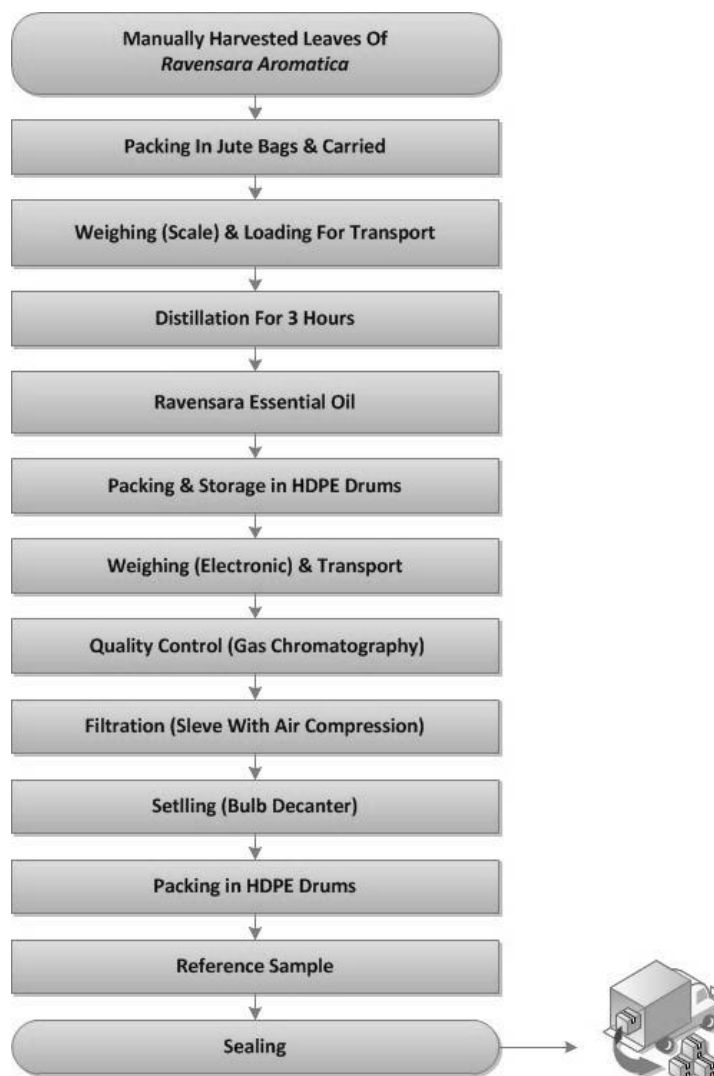 Manually Harvested Leaves Of
Ravensara Aromatica
Packing In Jute Bags & Carried
Weighing (Scale) & Loading For Transport
Distillation For 3 Hours
Ravensara Essential Oil
Packing & Storage in HDPE Drums
Weighing (Electronic) & Transport
Quality Control (Gas Chromatography)
Filtration (Sleve With Air Compression)
Setlling (Bulb Decanter)
Packing in HDPE Drums
Reference Sample
Sealing